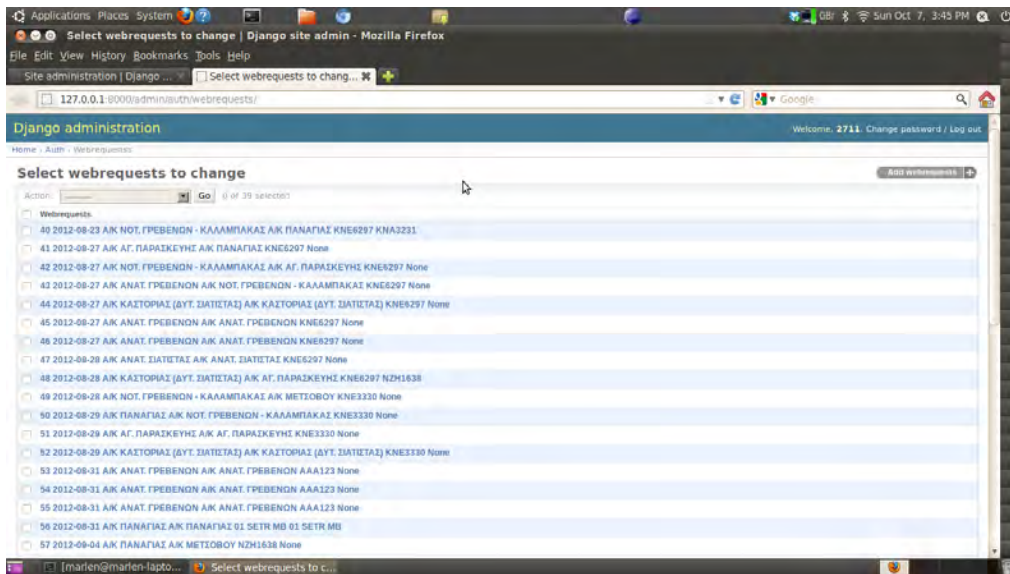 Applications Places System
GBr Sun Oct 7, 3:45 PM
Select webrequests to change | Django site admin - Mozilla Firefox
File Edit View History Bookmarks Tools Help
Site administration | Django ...
Select webrequests to chang...
127.0.0.1:8000/admin/auth/webrequests/
Google
Django administration
Welcome, 2711. Change password / Log out
Home › Auth › Webrequestss
Select webrequests to change
Add webrequests
Action: ---------
Go
0 of 39 selected
Webrequests
40 2012-08-23 Α/Κ ΝΟΤ. ΓΡΕΒΕΝΩΝ - ΚΑΛΑΜΠΑΚΑΣ Α/Κ ΠΑΝΑΓΙΑΣ ΚΝΕ6297 ΚΝΑ3231
41 2012-08-27 Α/Κ ΑΓ. ΠΑΡΑΣΚΕΥΗΣ Α/Κ ΠΑΝΑΓΙΑΣ ΚΝΕ6297 None
42 2012-08-27 Α/Κ ΝΟΤ. ΓΡΕΒΕΝΩΝ - ΚΑΛΑΜΠΑΚΑΣ Α/Κ ΑΓ. ΠΑΡΑΣΚΕΥΗΣ ΚΝΕ6297 None
43 2012-08-27 Α/Κ ΑΝΑΤ. ΓΡΕΒΕΝΩΝ Α/Κ ΝΟΤ. ΓΡΕΒΕΝΩΝ - ΚΑΛΑΜΠΑΚΑΣ ΚΝΕ6297 None
44 2012-08-27 Α/Κ ΚΑΣΤΟΡΙΑΣ (ΔΥΤ. ΣΙΑΤΙΣΤΑΣ) Α/Κ ΚΑΣΤΟΡΙΑΣ (ΔΥΤ. ΣΙΑΤΙΣΤΑΣ) ΚΝΕ6297 None
45 2012-08-27 Α/Κ ΑΝΑΤ. ΓΡΕΒΕΝΩΝ Α/Κ ΑΝΑΤ. ΓΡΕΒΕΝΩΝ ΚΝΕ6297 None
46 2012-08-27 Α/Κ ΑΝΑΤ. ΓΡΕΒΕΝΩΝ Α/Κ ΑΝΑΤ. ΓΡΕΒΕΝΩΝ ΚΝΕ6297 None
47 2012-08-28 Α/Κ ΑΝΑΤ. ΣΙΑΤΙΣΤΑΣ Α/Κ ΑΝΑΤ. ΣΙΑΤΙΣΤΑΣ ΚΝΕ6297 None
48 2012-08-28 Α/Κ ΚΑΣΤΟΡΙΑΣ (ΔΥΤ. ΣΙΑΤΙΣΤΑΣ) Α/Κ ΑΓ. ΠΑΡΑΣΚΕΥΗΣ ΚΝΕ6297 ΝΖΗ1638
49 2012-08-28 Α/Κ ΝΟΤ. ΓΡΕΒΕΝΩΝ - ΚΑΛΑΜΠΑΚΑΣ Α/Κ ΜΕΤΣΟΒΟΥ ΚΝΕ3330 None
50 2012-08-29 Α/Κ ΠΑΝΑΓΙΑΣ Α/Κ ΝΟΤ. ΓΡΕΒΕΝΩΝ - ΚΑΛΑΜΠΑΚΑΣ ΚΝΕ3330 None
51 2012-08-29 Α/Κ ΑΓ. ΠΑΡΑΣΚΕΥΗΣ Α/Κ ΑΓ. ΠΑΡΑΣΚΕΥΗΣ ΚΝΕ3330 None
52 2012-08-29 Α/Κ ΚΑΣΤΟΡΙΑΣ (ΔΥΤ. ΣΙΑΤΙΣΤΑΣ) Α/Κ ΚΑΣΤΟΡΙΑΣ (ΔΥΤ. ΣΙΑΤΙΣΤΑΣ) ΚΝΕ3330 None
53 2012-08-31 Α/Κ ΑΝΑΤ. ΓΡΕΒΕΝΩΝ Α/Κ ΑΝΑΤ. ΓΡΕΒΕΝΩΝ ΑΑΑ123 None
54 2012-08-31 Α/Κ ΑΝΑΤ. ΓΡΕΒΕΝΩΝ Α/Κ ΑΝΑΤ. ΓΡΕΒΕΝΩΝ ΑΑΑ123 None
55 2012-08-31 Α/Κ ΑΝΑΤ. ΓΡΕΒΕΝΩΝ Α/Κ ΑΝΑΤ. ΓΡΕΒΕΝΩΝ ΑΑΑ123 None
56 2012-08-31 Α/Κ ΠΑΝΑΓΙΑΣ Α/Κ ΠΑΝΑΓΙΑΣ 01 SETR MB 01 SETR MB
57 2012-09-04 Α/Κ ΠΑΝΑΓΙΑΣ Α/Κ ΜΕΤΣΟΒΟΥ ΝΖΗ1638 None
[marlen@marlen-lapto...
Select webrequests to c...